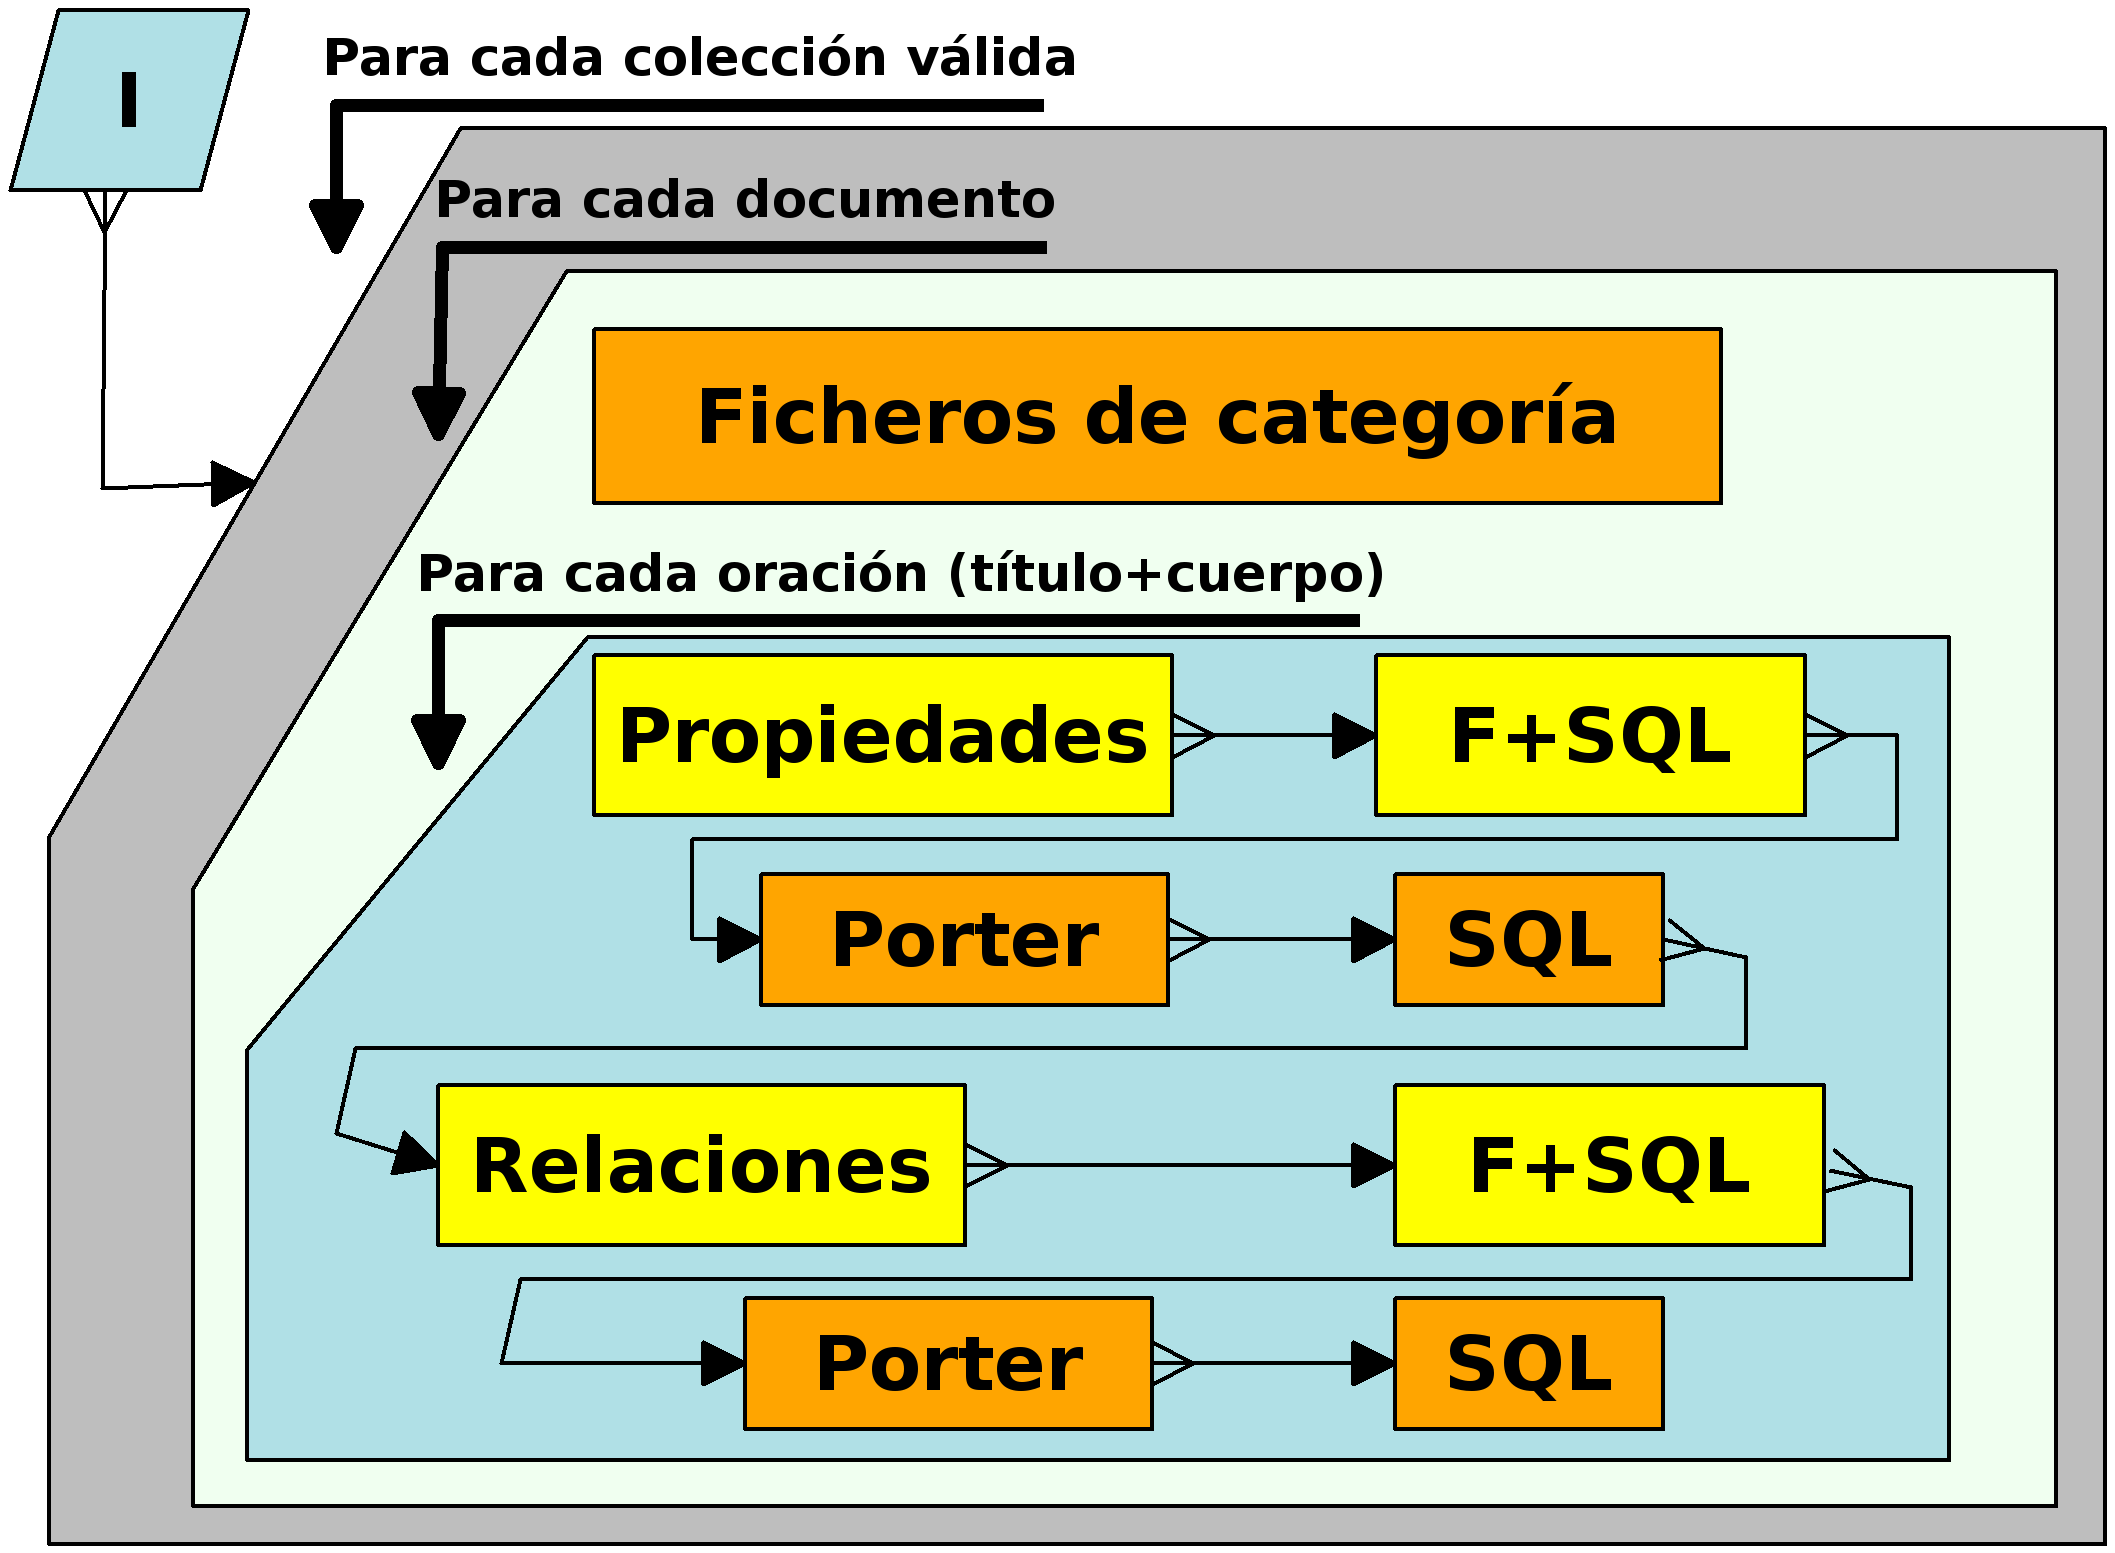 I
Para cada colección válida
Para cada documento
Ficheros de categoría
Para cada oración (título+cuerpo)
Propiedades
F+SQL
Porter
SQL
Relaciones
F+SQL
Porter
SQL